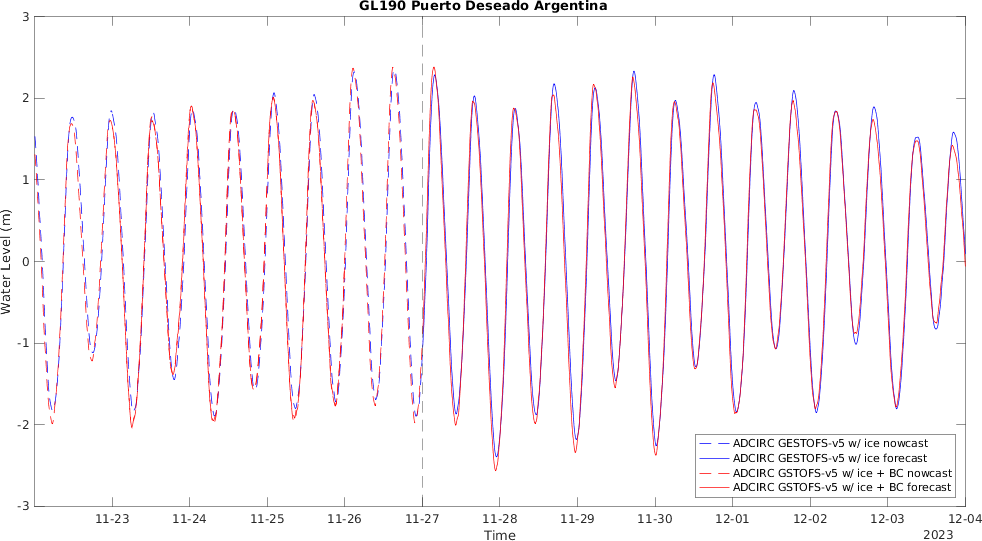 GL190 Puerto Deseado Argentina
3
2
1
0
-1
-2
-3
Water Level (m)
ADCIRC GESTOFS-v5 w/ ice nowcast
ADCIRC GESTOFS-v5 w/ ice forecast
ADCIRC GSTOFS-v5 w/ ice + BC nowcast
ADCIRC GSTOFS-v5 w/ ice + BC forecast
11-23 11-24 11-25 11-26 11-27 11-28 11-29 11-30 12-01 12-02 12-03 12-04
Time
2023